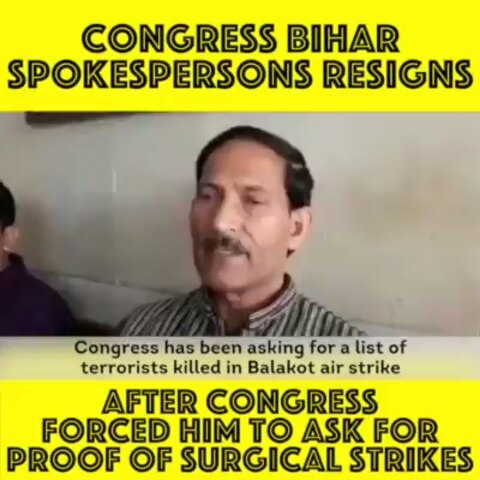 CONGRESS BIHAR
SPOKESPERSONS RESIGNS
Congress has been asking for a list of
terrorists killed in Balakot air strike
AFTER CONGRESS
FORCED HIM TO ASK FOR
PROOF OF SURGICAL STRIKES